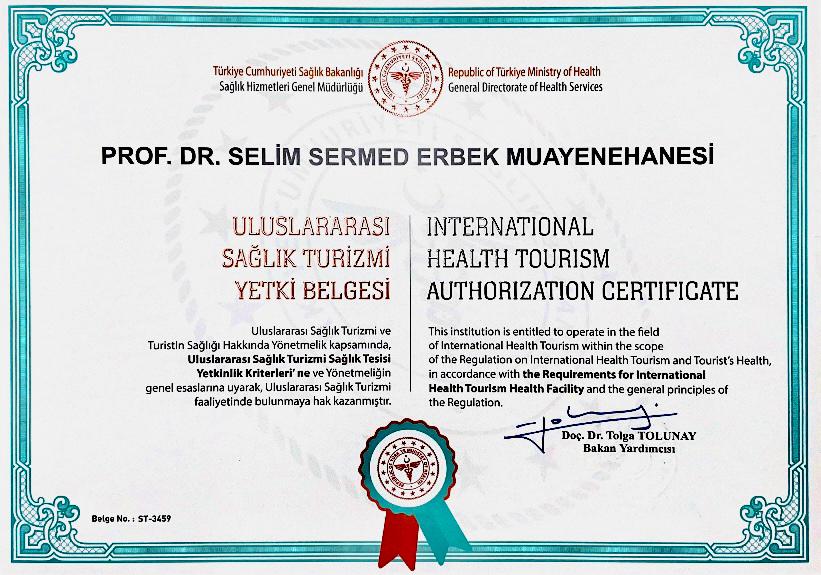 Türkiye Cumhuriyeti Sağlık Bakanlığı
Sağlık Hizmetleri Genel Müdürlüğü
Republic of Türkiye Ministry of Health
General Directorate of Health Services
PROF. DR. SELİM SERMED ERBEK MUAYENEHANESİ
ULUSLARARASI
SAĞLIK TURİZMİ
YETKİ BELGESİ
INTERNATIONAL
HEALTH TOURISM
AUTHORIZATION CERTIFICATE
Uluslararası Sağlık Turizmi ve
Turistin Sağlığı Hakkında Yönetmelik kapsamında,
Uluslararası Sağlık Turizmi Sağlık Tesisi
Yetkinlik Kriterleri' ne ve Yönetmeliğin
genel esaslarına uyarak, Uluslararası Sağlık Turizmi
faaliyetinde bulunmaya hak kazanmıştır.
This institution is entitled to operate in the field
of International Health Tourism within the scope
of the Regulation on International Health Tourism and Tourist's Health,
in accordance with the Requirements for International
Health Tourism Health Facility and the general principles of
the Regulation.
Doç. Dr. Tolga TOLUNAY
Bakan Yardımcısı
Belge No. : ST-3459